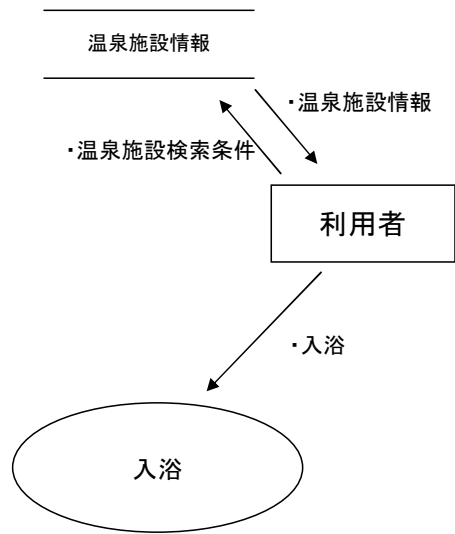 温泉施設情報
・温泉施設情報
・温泉施設検索条件
利用者
・入浴
入浴